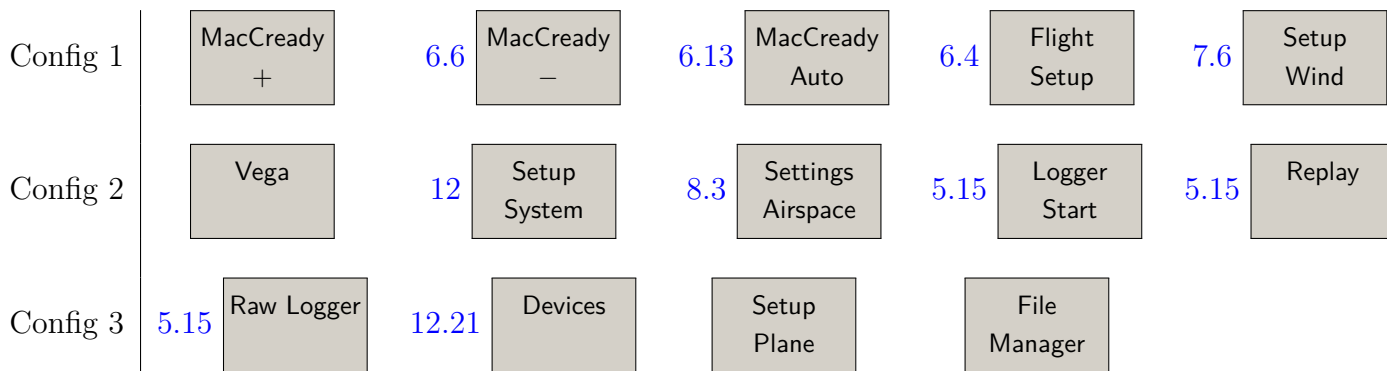 Config 1 MacCready + 6.6 MacCready − 6.13 MacCready Auto 6.4 Flight Setup 7.6 Setup Wind
Config 2 Vega 12 Setup System 8.3 Settings Airspace 5.15 Logger Start 5.15 Replay
Config 3 5.15 Raw Logger 12.21 Devices Setup Plane File Manager